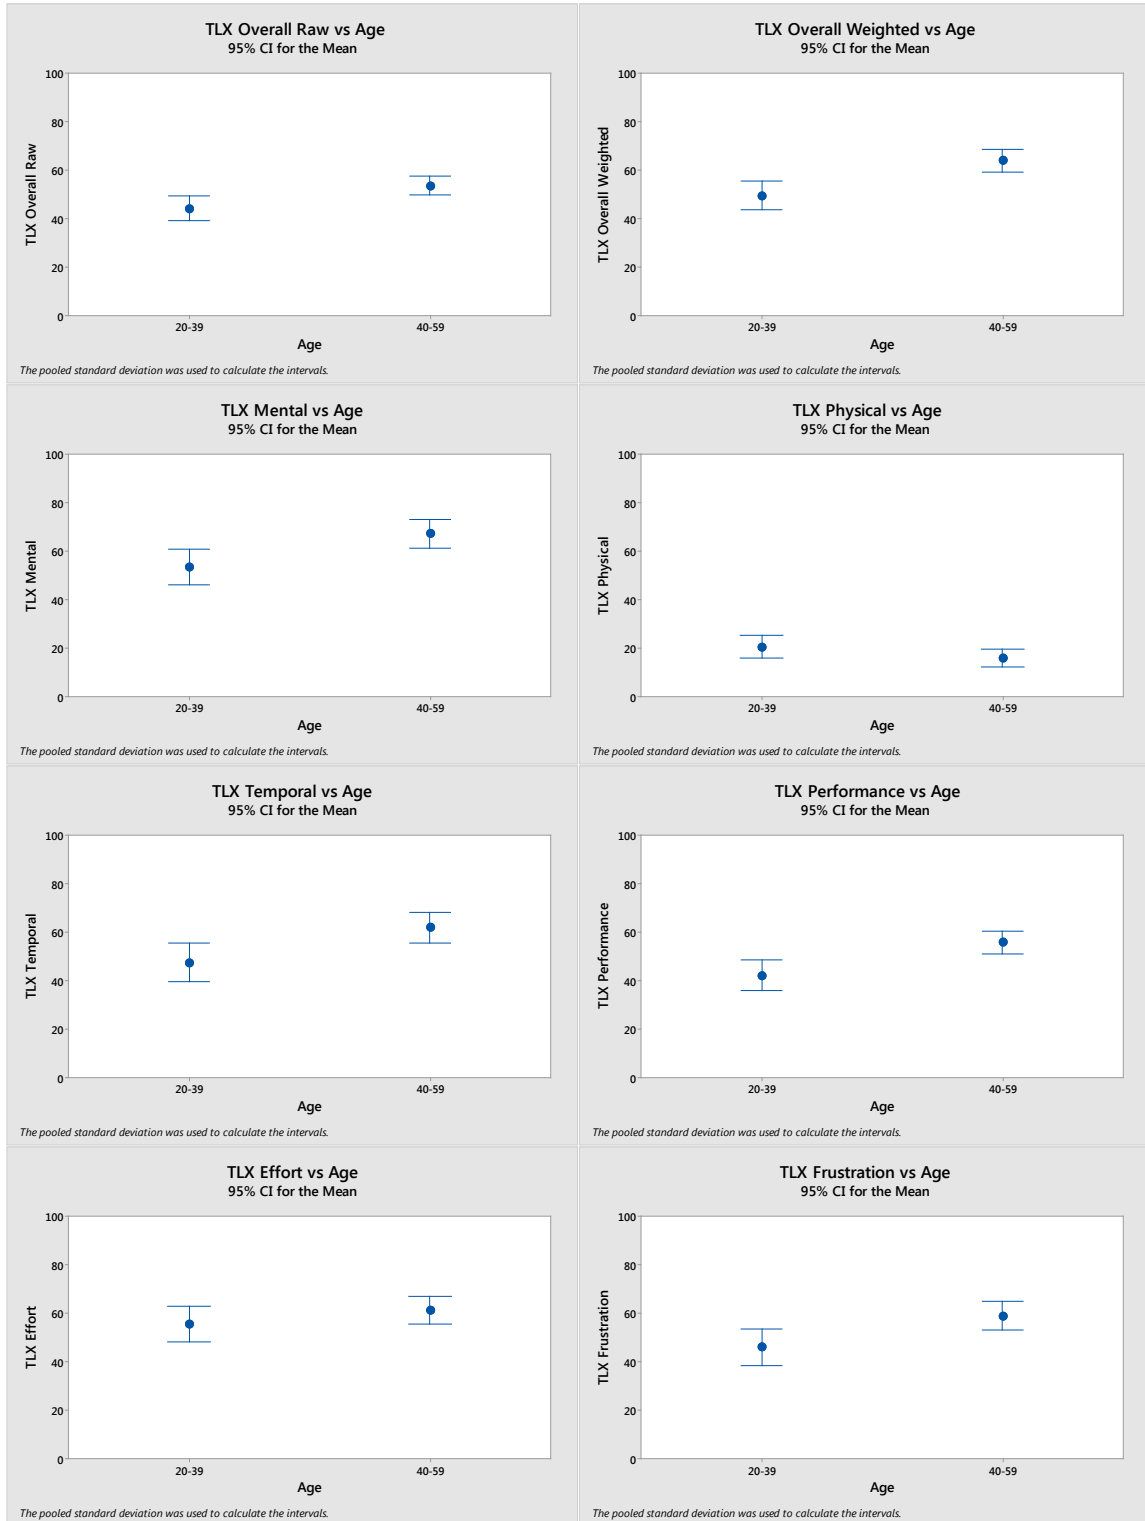 TLX Overall Raw vs Age
95% CI for the Mean
100
80
60
40
20
0
TLX Overall Raw
20-39
40-59
Age
The pooled standard deviation was used to calculate the intervals.
TLX Overall Weighted vs Age
95% CI for the Mean
100
80
60
40
20
0
TLX Overall Weighted
20-39
40-59
Age
The pooled standard deviation was used to calculate the intervals.
TLX Mental vs Age
95% CI for the Mean
100
80
60
40
20
0
TLX Mental
20-39
40-59
Age
The pooled standard deviation was used to calculate the intervals.
TLX Physical vs Age
95% CI for the Mean
100
80
60
40
20
0
TLX Physical
20-39
40-59
Age
The pooled standard deviation was used to calculate the intervals.
TLX Temporal vs Age
95% CI for the Mean
100
80
60
40
20
0
TLX Temporal
20-39
40-59
Age
The pooled standard deviation was used to calculate the intervals.
TLX Performance vs Age
95% CI for the Mean
100
80
60
40
20
0
TLX Performance
20-39
40-59
Age
The pooled standard deviation was used to calculate the intervals.
TLX Effort vs Age
95% CI for the Mean
100
80
60
40
20
0
TLX Effort
20-39
40-59
Age
The pooled standard deviation was used to calculate the intervals.
TLX Frustration vs Age
95% CI for the Mean
100
80
60
40
20
0
TLX Frustration
20-39
40-59
Age
The pooled standard deviation was used to calculate the intervals.